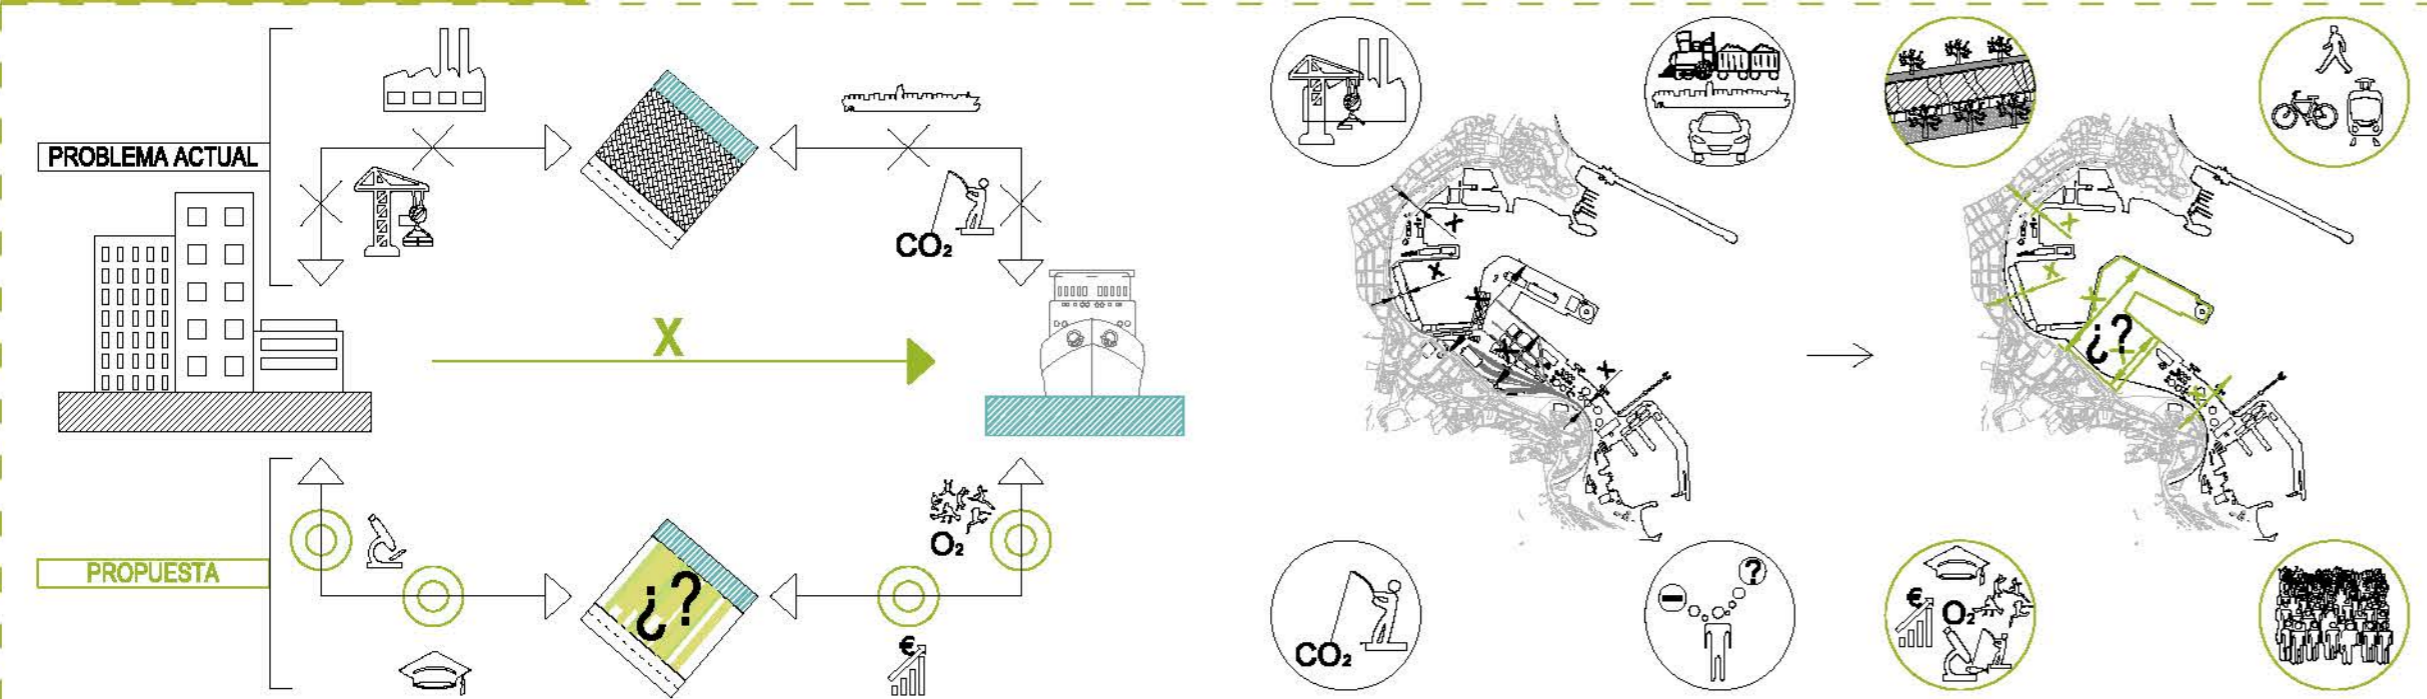 PROBLEMA ACTUAL
CO₂
X
PROPUESTA
O₂
¿?
€
X
X
X
X
X
¿?
X
X
X
X
X
CO₂
?
€
O₂